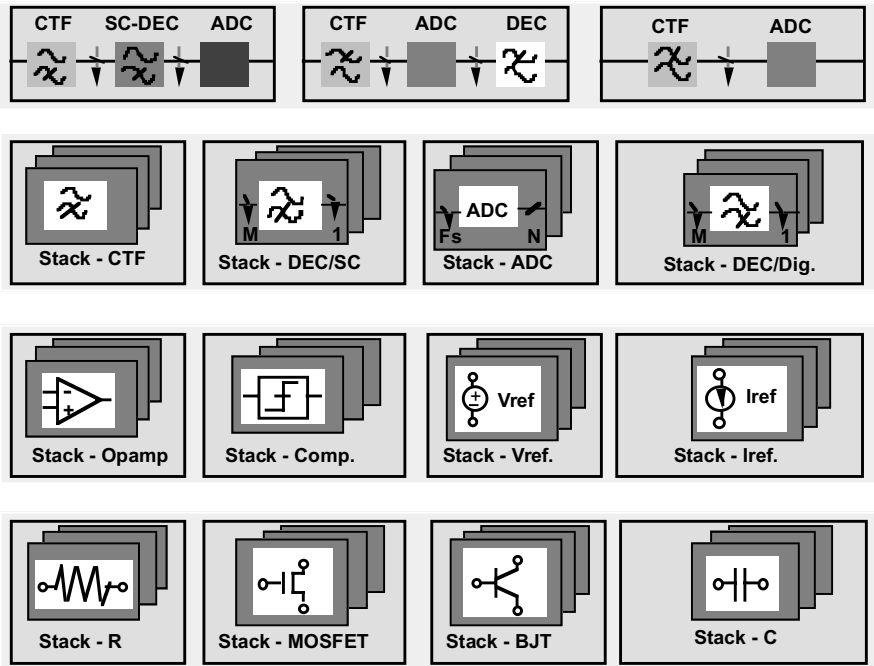 CTF SC-DEC ADC
CTF ADC DEC
CTF ADC
Stack - CTF
M 1
Stack - DEC/SC
ADC
Fs N
Stack - ADC
M 1
Stack - DEC/Dig.
Stack - Opamp
Stack - Comp.
Vref
Stack - Vref.
Iref
Stack - Iref.
Stack - R
Stack - MOSFET
Stack - BJT
Stack - C